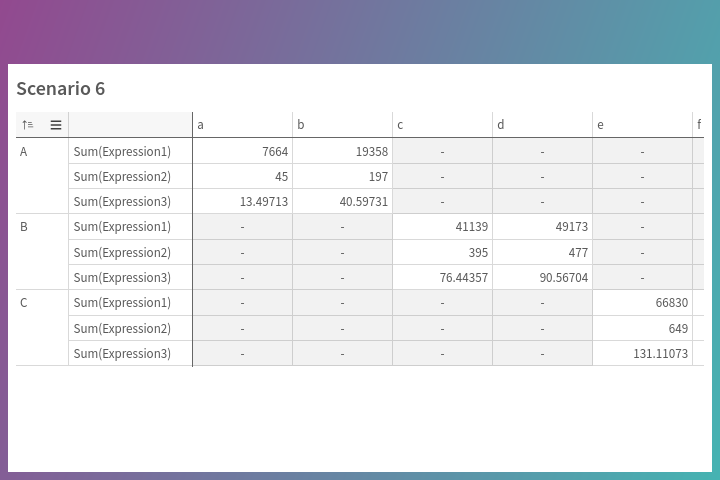 Scenario 6
a b c d e f
A Sum(Expression1) 7664 19358 - - -
Sum(Expression2) 45 197 - - -
Sum(Expression3) 13.49713 40.59731 - - -
B Sum(Expression1) - - 41139 49173 -
Sum(Expression2) - - 395 477 -
Sum(Expression3) - - 76.44357 90.56704 -
C Sum(Expression1) - - - - 66830
Sum(Expression2) - - - - 649
Sum(Expression3) - - - - 131.11073